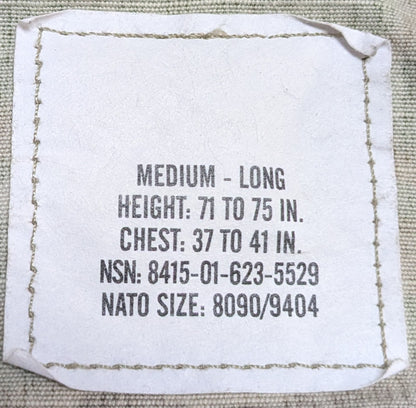 MEDIUM - LONG
HEIGHT: 71 TO 75 IN.
CHEST: 37 TO 41 IN.
NSN: 8415-01-623-5529
NATO SIZE: 8090/9404